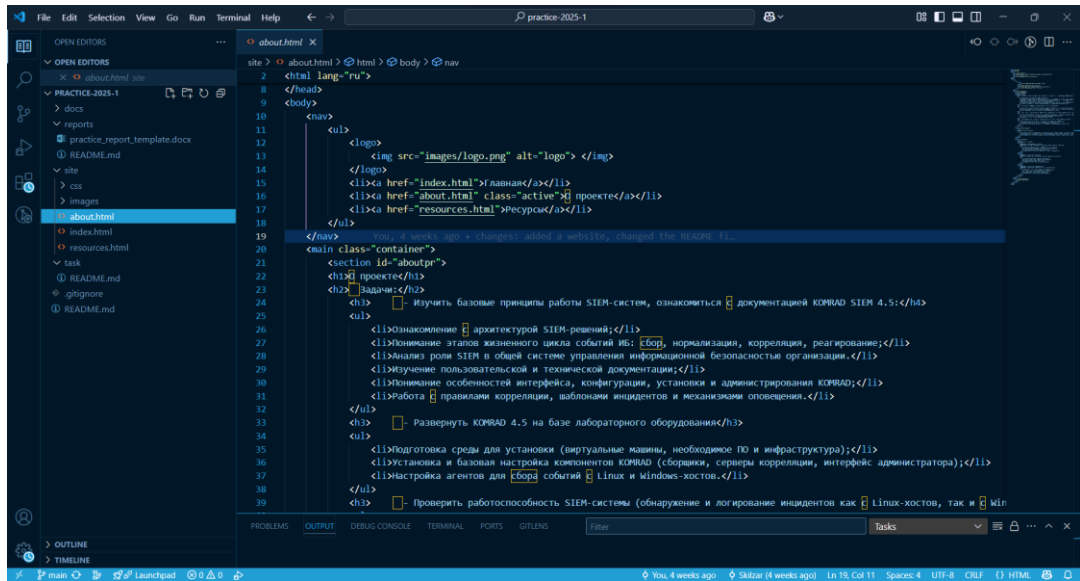 File Edit Selection View Go Run Terminal Help
practice-2025-1
OPEN EDITORS
about.html
OPEN EDITORS
about.html site
PRACTICE-2025-1
docs
reports
practice_report_template.docx
README.md
site
css
images
about.html
index.html
resources.html
task
README.md
.gitignore
README.md
OUTLINE
TIMELINE
site > about.html > html > body > nav
2 <html lang="ru">
8 </head>
9 <body>
10 <nav>
11 <ul>
12 <logo>
13 <img src="images/logo.png" alt="logo"> </img>
14 </logo>
15 <li><a href="index.html">Главная</a></li>
16 <li><a href="about.html" class="active">О проекте</a></li>
17 <li><a href="resources.html">Ресурсы</a></li>
18 </ul>
19 </nav> You, 4 weeks ago • changes: added a website, changed the README fi…
20 <main class="container">
21 <section id="aboutpr">
22 <h1>О проекте</h1>
23 <h2> Задачи:</h2>
24 <h3> - Изучить базовые принципы работы SIEM-систем, ознакомиться с документацией KOMRAD SIEM 4.5:</h4>
25 <ul>
26 <li>Ознакомление с архитектурой SIEM-решений;</li>
27 <li>Понимание этапов жизненного цикла событий ИБ: сбор, нормализация, корреляция, реагирование;</li>
28 <li>Анализ роли SIEM в общей системе управления информационной безопасностью организации.</li>
29 <li>Изучение пользовательской и технической документации;</li>
30 <li>Понимание особенностей интерфейса, конфигурации, установки и администрирования KOMRAD;</li>
31 <li>Работа с правилами корреляции, шаблонами инцидентов и механизмами оповещения.</li>
32 </ul>
33 <h3> - Развернуть KOMRAD 4.5 на базе лабораторного оборудования</h3>
34 <ul>
35 <li>Подготовка среды для установки (виртуальные машины, необходимое ПО и инфраструктура);</li>
36 <li>Установка и базовая настройка компонентов KOMRAD (сборщики, серверы корреляции, интерфейс администратора);</li>
37 <li>Настройка агентов для сбора событий с Linux и Windows-хостов.</li>
38 </ul>
39 <h3> - Проверить работоспособность SIEM-системы (обнаружение и логирование инцидентов как с Linux-хостов, так и с Win
PROBLEMS OUTPUT DEBUG CONSOLE TERMINAL PORTS GITLENS Filter Tasks
main Launchpad 0 0 You, 4 weeks ago Skilzar (4 weeks ago) Ln 19, Col 11 Spaces: 4 UTF-8 CRLF {} HTML